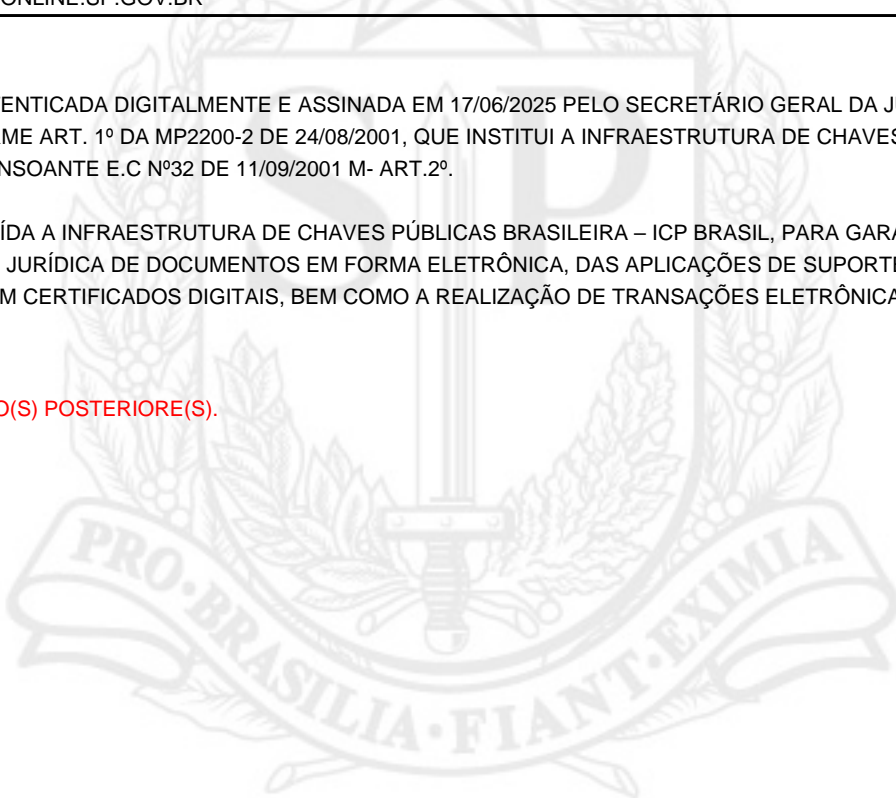 ONLINE.SP.GOV.BR
ENTICADA DIGITALMENTE E ASSINADA EM 17/06/2025 PELO SECRETÁRIO GERAL DA J
ME ART. 1º DA MP2200-2 DE 24/08/2001, QUE INSTITUI A INFRAESTRUTURA DE CHAVES
NSOANTE E.C Nº32 DE 11/09/2001 M- ART.2º.
ÍDA A INFRAESTRUTURA DE CHAVES PÚBLICAS BRASILEIRA – ICP BRASIL, PARA GARA
JURÍDICA DE DOCUMENTOS EM FORMA ELETRÔNICA, DAS APLICAÇÕES DE SUPORTE
M CERTIFICADOS DIGITAIS, BEM COMO A REALIZAÇÃO DE TRANSAÇÕES ELETRÔNICA
O(S) POSTERIORE(S).
SP
PRO·BRASILIA·FIANT·EXIMIA